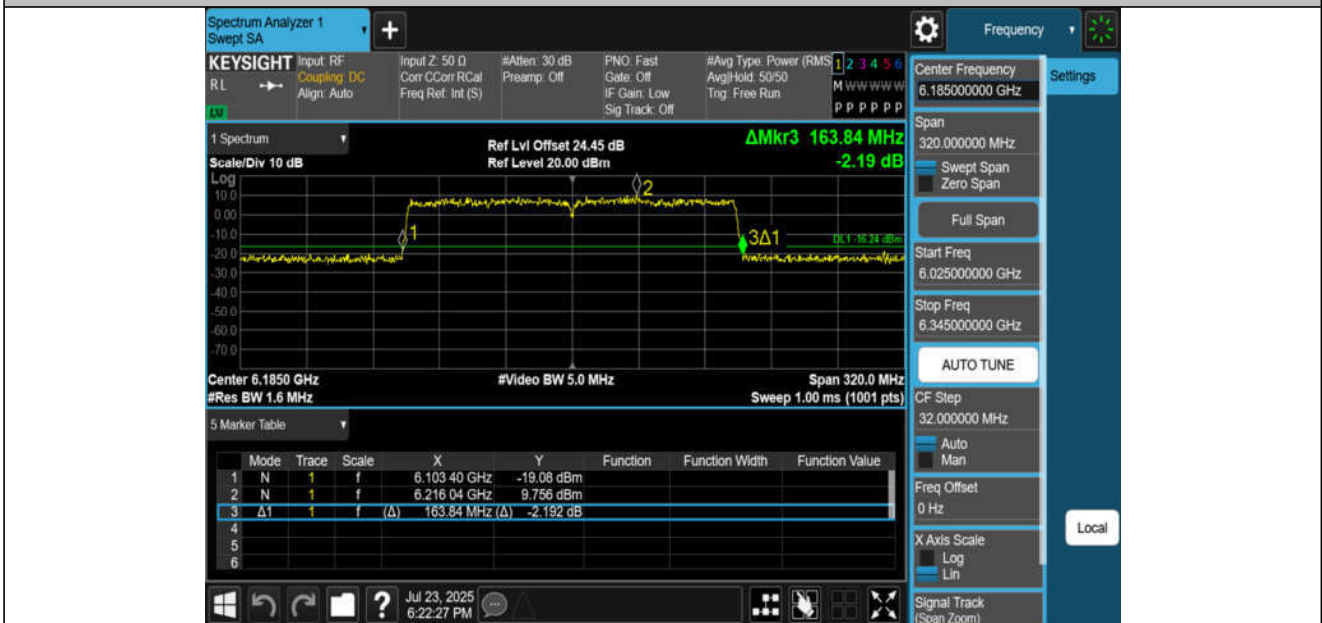 Spectrum Analyzer 1
Swept SA
+
Frequency
KEYSIGHT
RL
Input: RF
Coupling: DC
Align: Auto
Input Z: 50 Ω
Corr CCorr RCal
Freq Ref: Int (S)
#Atten: 30 dB
Preamp: Off
PNO: Fast
Gate: Off
IF Gain: Low
Sig Track: Off
#Avg Type: Power (RMS
Avg|Hold: 50/50
Trig: Free Run
1 2 3 4 5 6
M W W W W W
P P P P P P
1 Spectrum
Scale/Div 10 dB
Ref Lvl Offset 24.45 dB
Ref Level 20.00 dBm
ΔMkr3 163.84 MHz
-2.19 dB
Log
10.0
0.00
-10.0
-20.0
-30.0
-40.0
-50.0
-60.0
-70.0
1
2
3Δ1
DL1 -16.24 dBm
Center 6.1850 GHz
#Video BW 5.0 MHz
Span 320.0 MHz
#Res BW 1.6 MHz
Sweep 1.00 ms (1001 pts)
5 Marker Table
Mode Trace Scale X Y Function Function Width Function Value
1 N 1 f 6.103 40 GHz -19.08 dBm
2 N 1 f 6.216 04 GHz 9.756 dBm
3 Δ1 1 f (Δ) 163.84 MHz (Δ) -2.192 dB
4
5
6
?
Jul 23, 2025
6:22:27 PM
Center Frequency
6.185000000 GHz
Settings
Span
320.000000 MHz
Swept Span
Zero Span
Full Span
Start Freq
6.025000000 GHz
Stop Freq
6.345000000 GHz
AUTO TUNE
CF Step
32.000000 MHz
Auto
Man
Freq Offset
0 Hz
X Axis Scale
Log
Lin
Local
Signal Track
(Span Zoom)